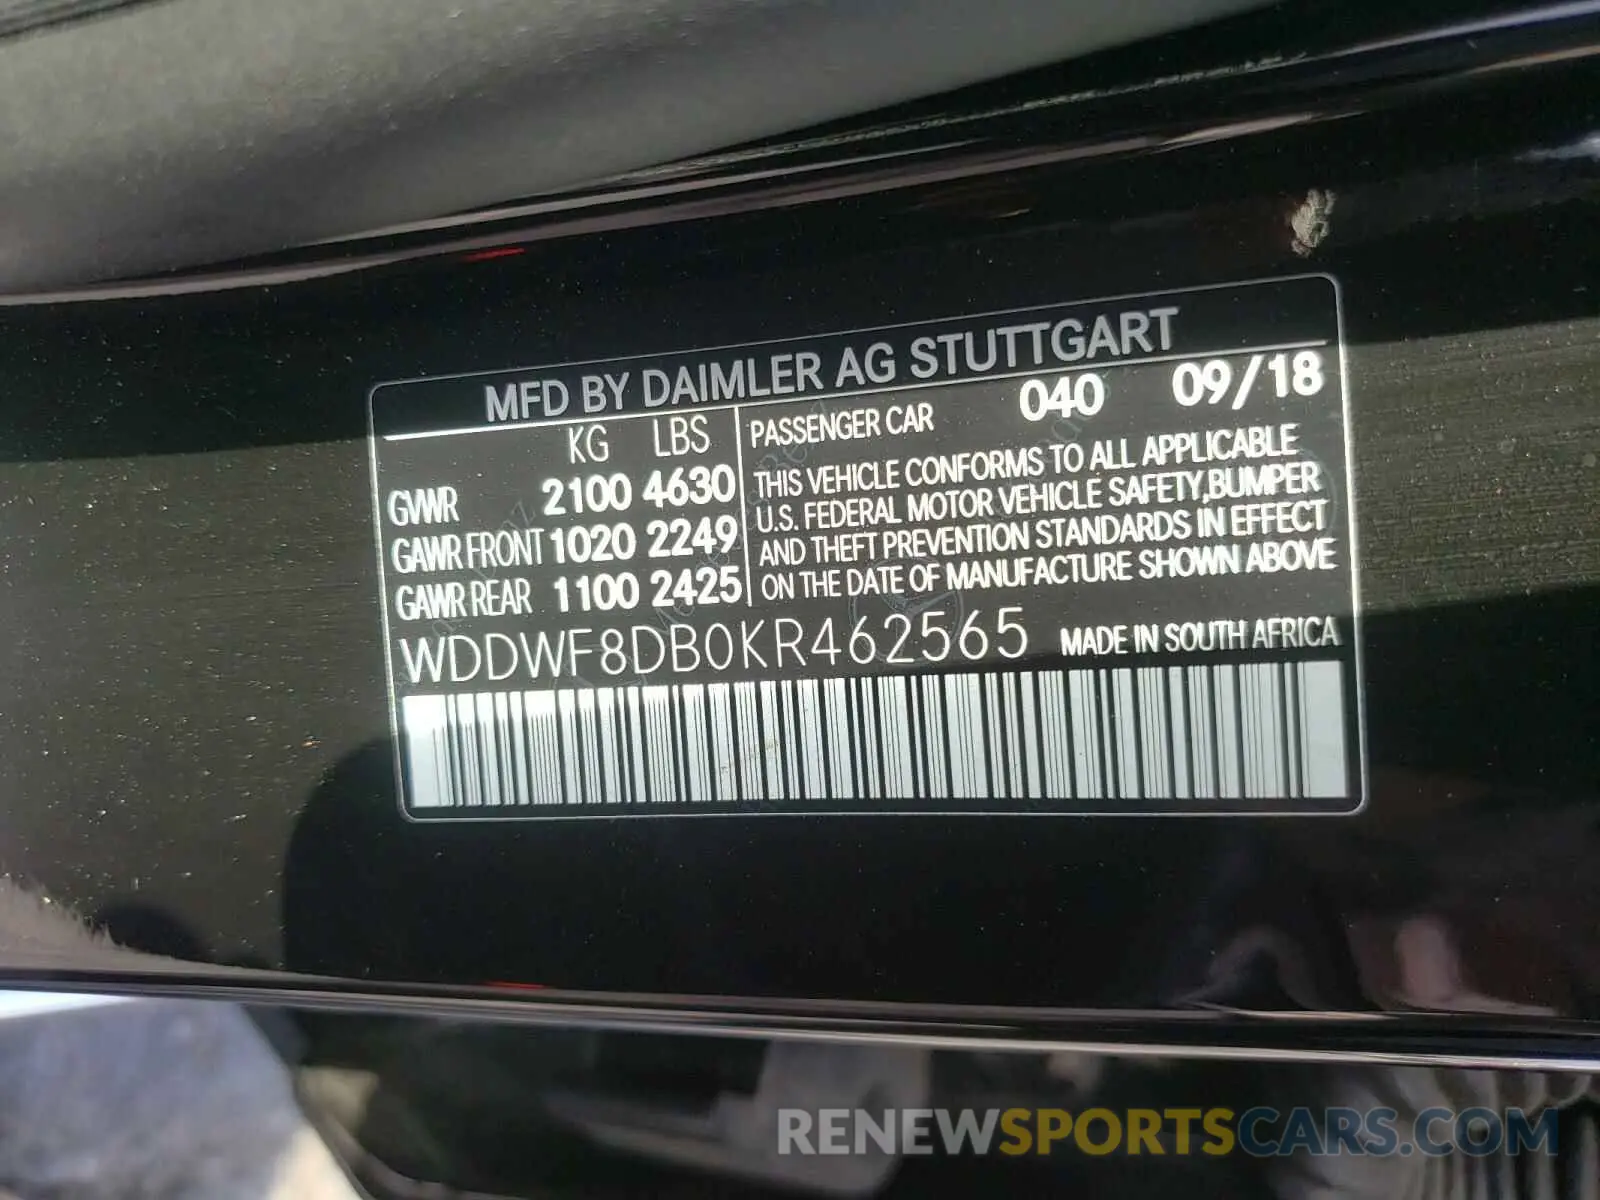 MFD BY DAIMLER AG STUTTGART
KG LBS
GVWR 2100 4630
GAWR FRONT 1020 2249
GAWR REAR 1100 2425
PASSENGER CAR 040 09/18
THIS VEHICLE CONFORMS TO ALL APPLICABLE
U.S. FEDERAL MOTOR VEHICLE SAFETY,BUMPER
AND THEFT PREVENTION STANDARDS IN EFFECT
ON THE DATE OF MANUFACTURE SHOWN ABOVE
WDDWF8DB0KR462565 MADE IN SOUTH AFRICA
RENEWSPORTSCARS.COM